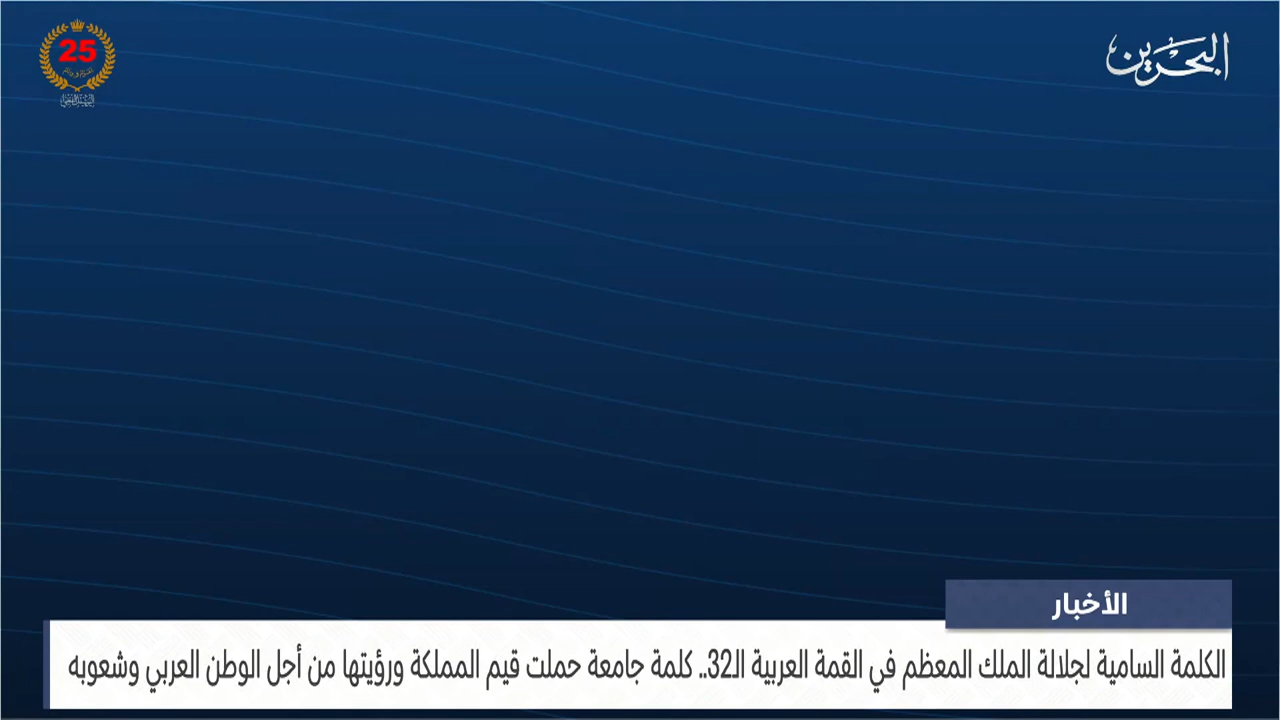 البحرين
25
الأخبار
الكلمة السامية لجلالة الملك المعظم في القمة العربية الـ32.. كلمة جامعة حملت قيم المملكة ورؤيتها من أجل الوطن العربي وشعوبه